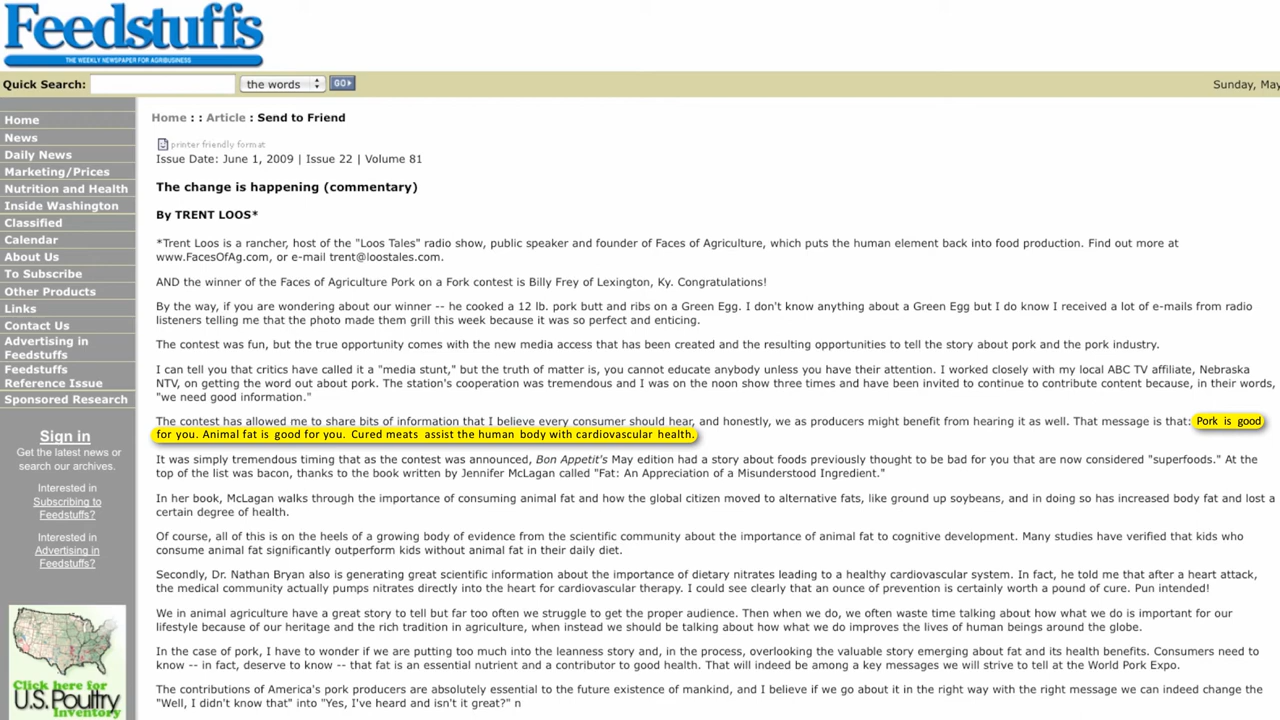 Feedstuffs
THE WEEKLY NEWSPAPER FOR AGRIBUSINESS
Quick Search: the words GO
Sunday, May
Home
News
Daily News
Marketing/Prices
Nutrition and Health
Inside Washington
Classified
Calendar
About Us
To Subscribe
Other Products
Links
Contact Us
Advertising in
Feedstuffs
Feedstuffs
Reference Issue
Sponsored Research
Sign in
Get the latest news or
search our archives.
Interested in
Subscribing to
Feedstuffs?
Interested in
Advertising in
Feedstuffs?
Click here for
U.S. Poultry
Inventory
Home : : Article : Send to Friend
printer friendly format
Issue Date: June 1, 2009 | Issue 22 | Volume 81
The change is happening (commentary)
By TRENT LOOS*
*Trent Loos is a rancher, host of the "Loos Tales" radio show, public speaker and founder of Faces of Agriculture, which puts the human element back into food production. Find out more at
www.FacesOfAg.com, or e-mail trent@loostales.com.
AND the winner of the Faces of Agriculture Pork on a Fork contest is Billy Frey of Lexington, Ky. Congratulations!
By the way, if you are wondering about our winner -- he cooked a 12 lb. pork butt and ribs on a Green Egg. I don't know anything about a Green Egg but I do know I received a lot of e-mails from radio
listeners telling me that the photo made them grill this week because it was so perfect and enticing.
The contest was fun, but the true opportunity comes with the new media access that has been created and the resulting opportunities to tell the story about pork and the pork industry.
I can tell you that critics have called it a "media stunt," but the truth of matter is, you cannot educate anybody unless you have their attention. I worked closely with my local ABC TV affiliate, Nebraska
NTV, on getting the word out about pork. The station's cooperation was tremendous and I was on the noon show three times and have been invited to continue to contribute content because, in their words,
"we need good information."
The contest has allowed me to share bits of information that I believe every consumer should hear, and honestly, we as producers might benefit from hearing it as well. That message is that: Pork is good
for you. Animal fat is good for you. Cured meats assist the human body with cardiovascular health.
It was simply tremendous timing that as the contest was announced, Bon Appetit's May edition had a story about foods previously thought to be bad for you that are now considered "superfoods." At the
top of the list was bacon, thanks to the book written by Jennifer McLagan called "Fat: An Appreciation of a Misunderstood Ingredient."
In her book, McLagan walks through the importance of consuming animal fat and how the global citizen moved to alternative fats, like ground up soybeans, and in doing so has increased body fat and lost a
certain degree of health.
Of course, all of this is on the heels of a growing body of evidence from the scientific community about the importance of animal fat to cognitive development. Many studies have verified that kids who
consume animal fat significantly outperform kids without animal fat in their daily diet.
Secondly, Dr. Nathan Bryan also is generating great scientific information about the importance of dietary nitrates leading to a healthy cardiovascular system. In fact, he told me that after a heart attack,
the medical community actually pumps nitrates directly into the heart for cardiovascular therapy. I could see clearly that an ounce of prevention is certainly worth a pound of cure. Pun intended!
We in animal agriculture have a great story to tell but far too often we struggle to get the proper audience. Then when we do, we often waste time talking about how what we do is important for our
lifestyle because of our heritage and the rich tradition in agriculture, when instead we should be talking about how what we do improves the lives of human beings around the globe.
In the case of pork, I have to wonder if we are putting too much into the leanness story and, in the process, overlooking the valuable story emerging about fat and its health benefits. Consumers need to
know -- in fact, deserve to know -- that fat is an essential nutrient and a contributor to good health. That will indeed be among a key messages we will strive to tell at the World Pork Expo.
The contributions of America's pork producers are absolutely essential to the future existence of mankind, and I believe if we go about it in the right way with the right message we can indeed change the
"Well, I didn't know that" into "Yes, I've heard and isn't it great?" n